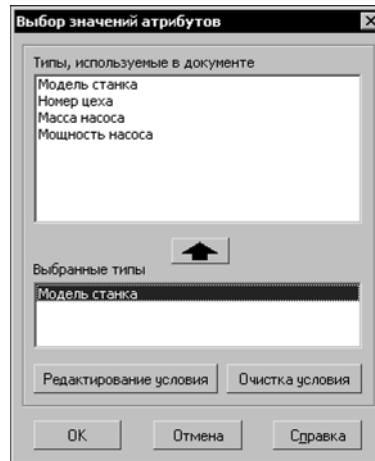 Выбор значений атрибутов
Типы, используемые в документе
Модель станка
Номер цеха
Масса насоса
Мощность насоса
Выбранные типы
Модель станка
Редактирование условия
Очистка условия
OK
Отмена
Справка